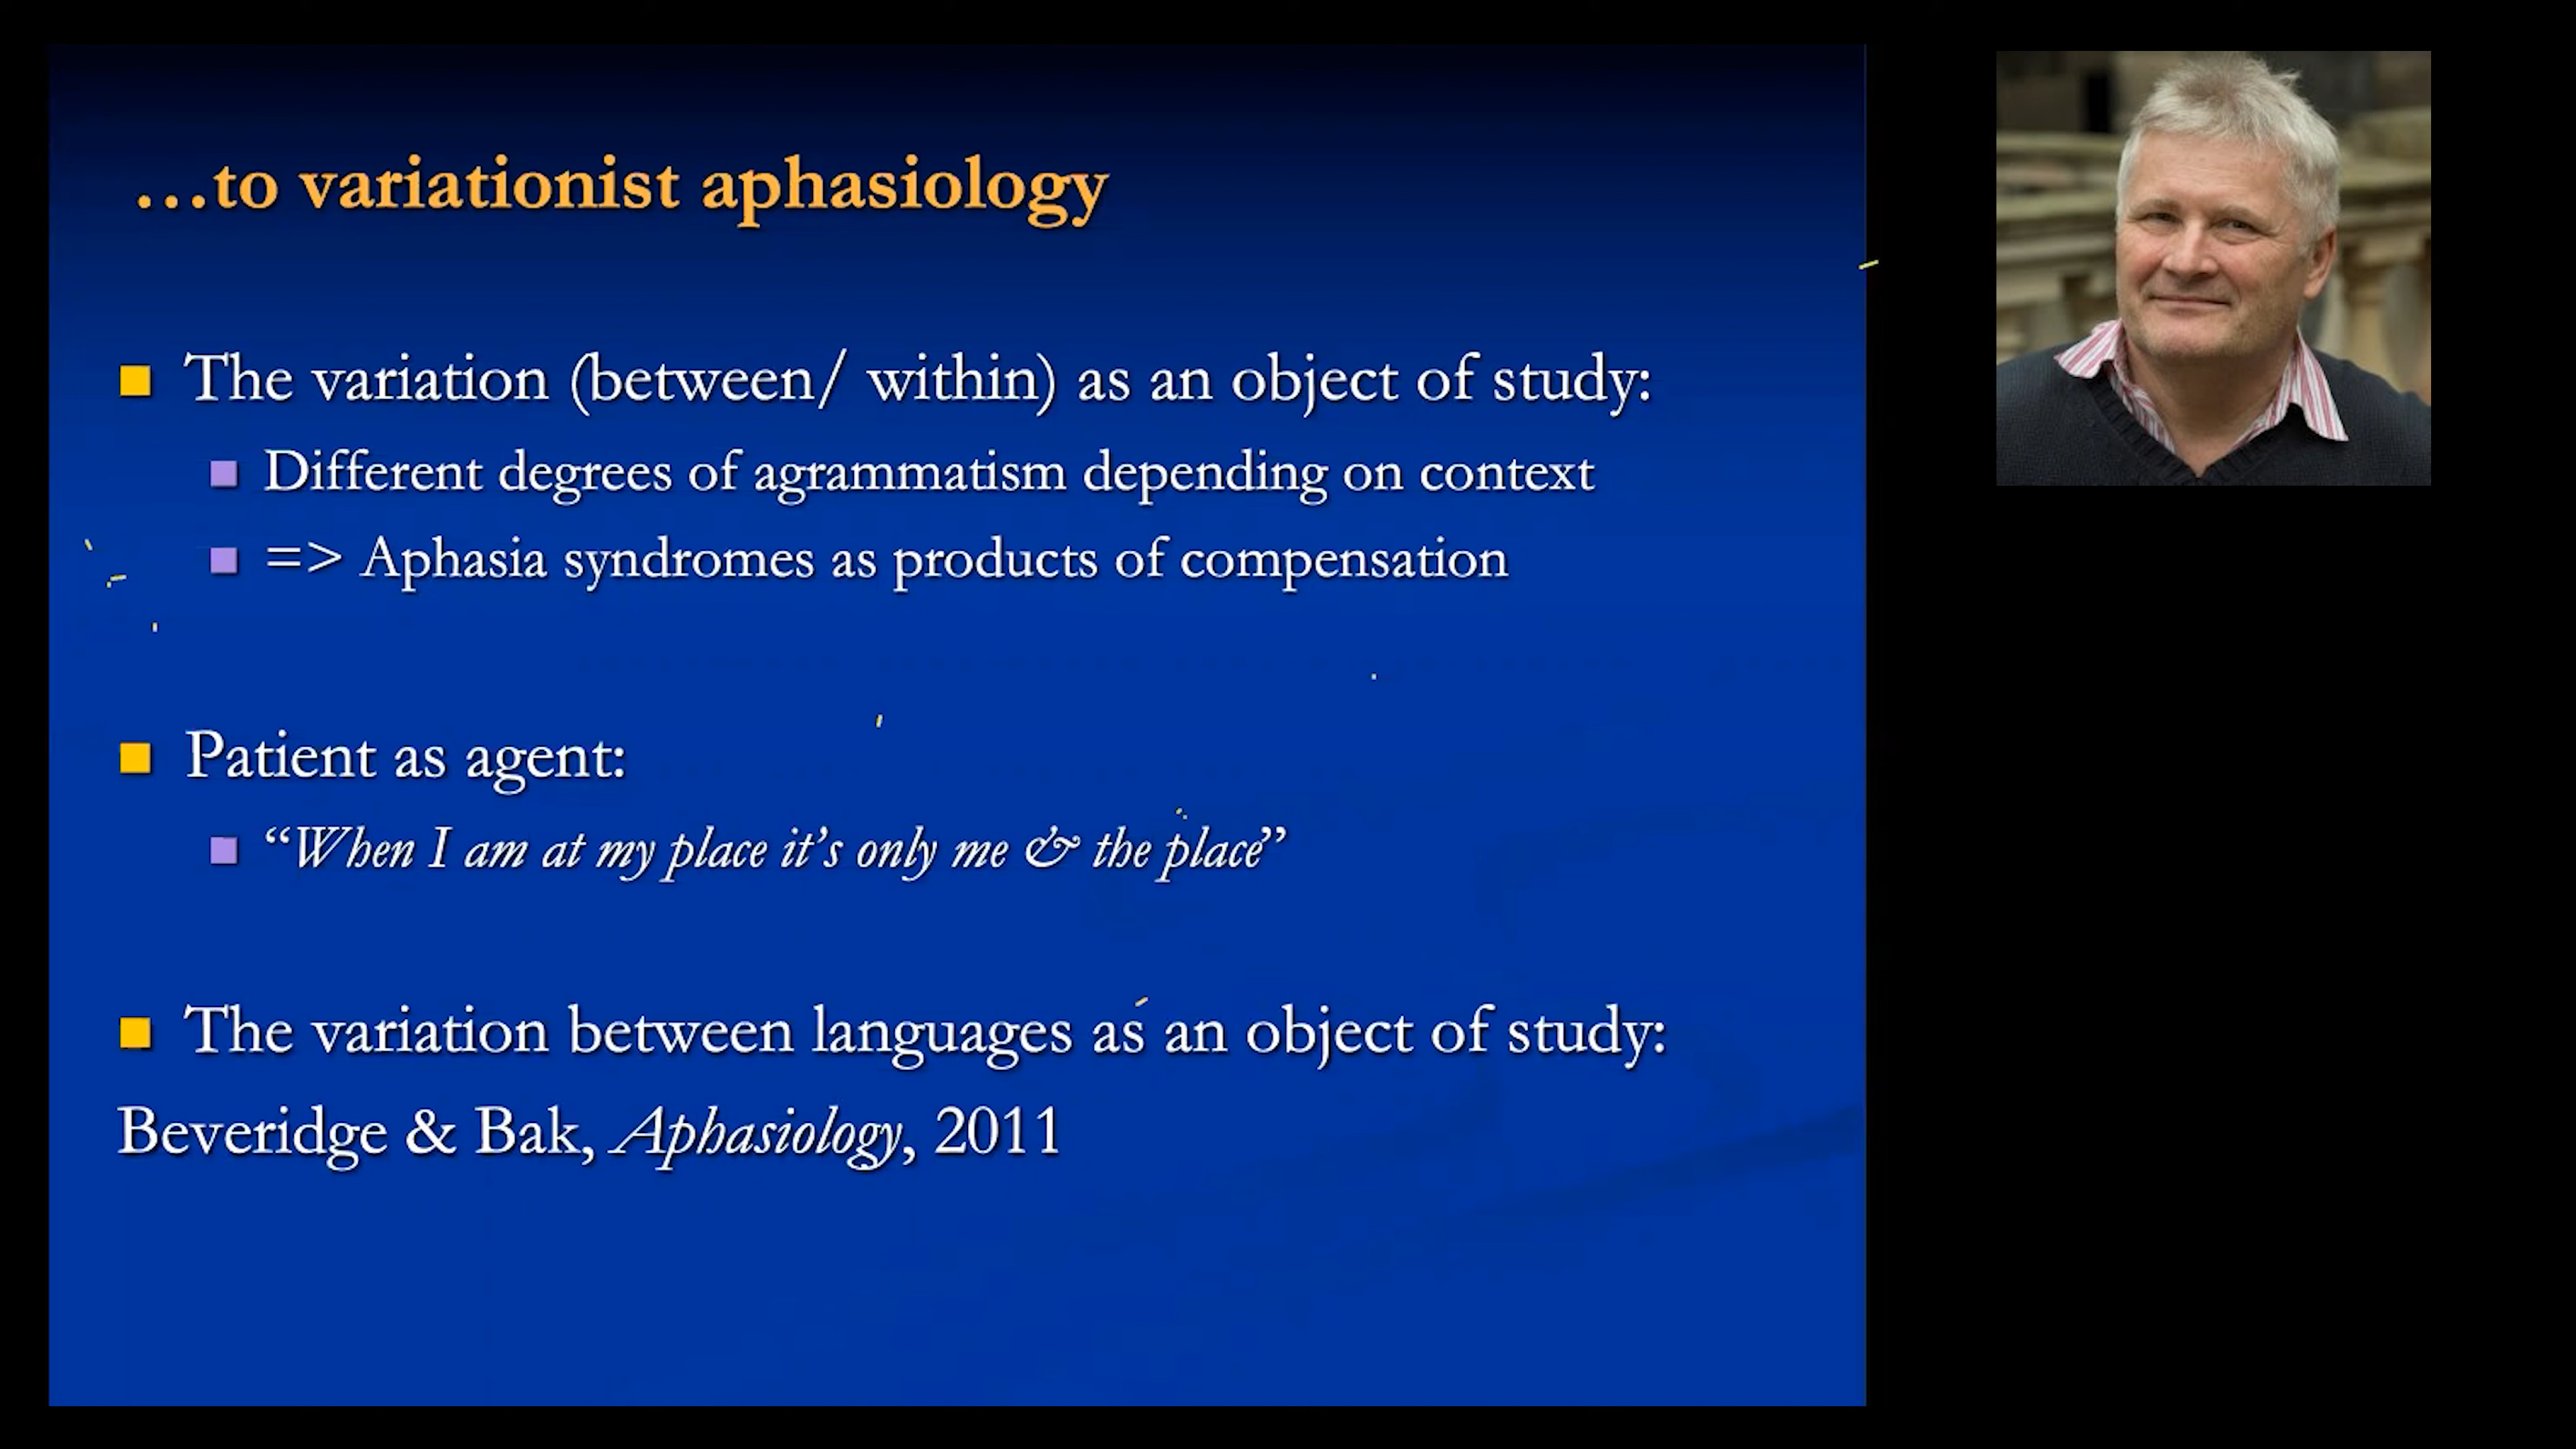 …to variationist aphasiology
The variation (between/ within) as an object of study:
Different degrees of agrammatism depending on context
=> Aphasia syndromes as products of compensation
Patient as agent:
“When I am at my place it’s only me & the place”
The variation between languages as an object of study:
Beveridge & Bak, Aphasiology, 2011